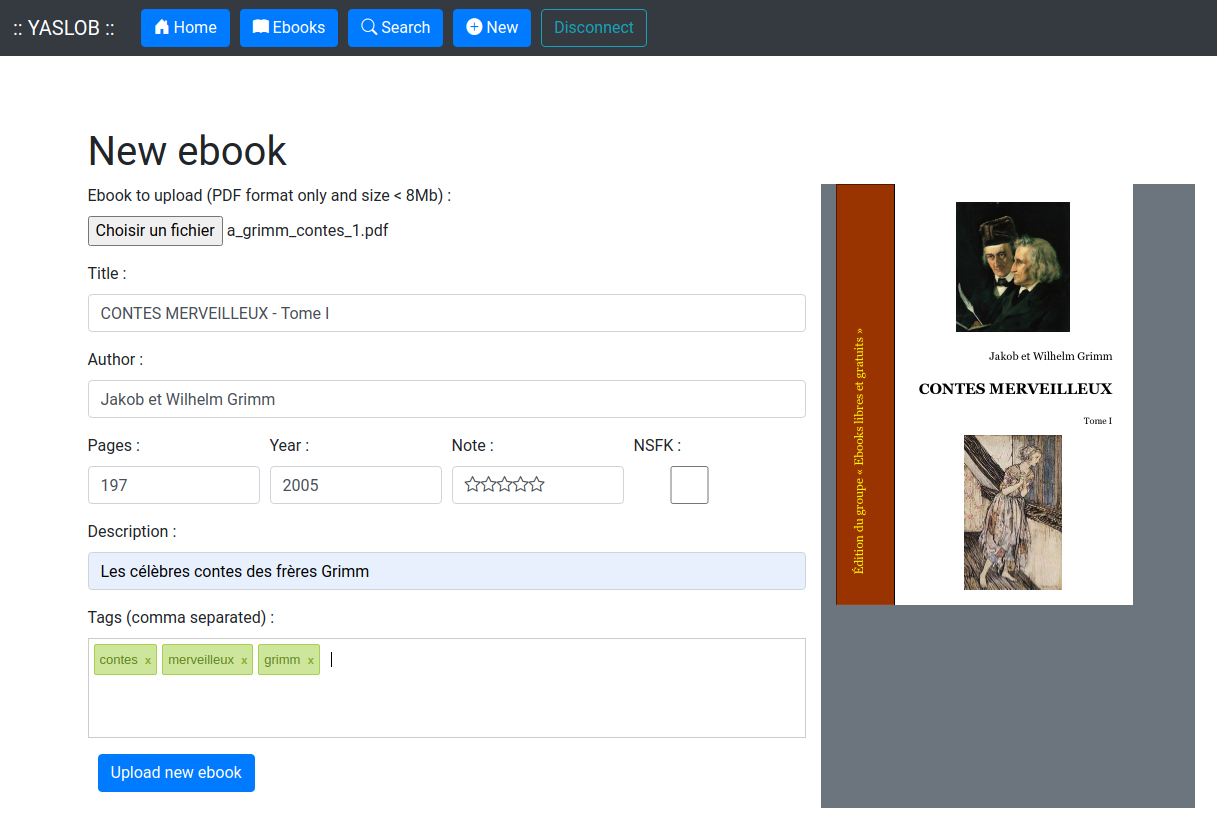 :: YASLOB :: Home Ebooks Search New Disconnect
New ebook
Ebook to upload (PDF format only and size < 8Mb) :
Choisir un fichier a_grimm_contes_1.pdf
Title :
CONTES MERVEILLEUX - Tome I
Author :
Jakob et Wilhelm Grimm
Pages : Year : Note : NSFK :
197 2005
Description :
Les célèbres contes des frères Grimm
Tags (comma separated) :
contes x merveilleux x grimm x
Upload new ebook
Édition du groupe « Ebooks libres et gratuits »
Jakob et Wilhelm Grimm
CONTES MERVEILLEUX
Tome I